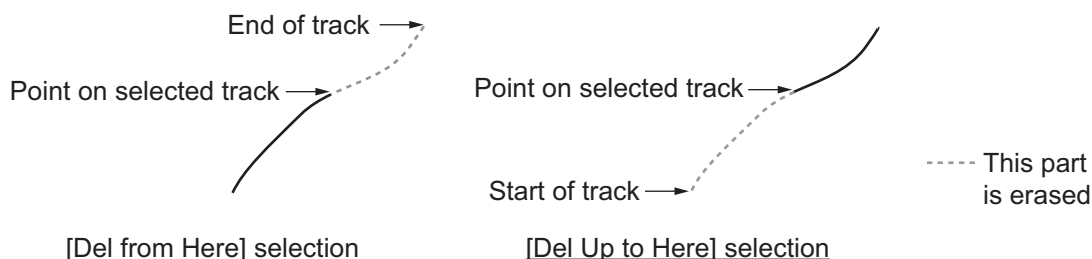 End of track
Point on selected track
Point on selected track
This part
is erased
Start of track
[Del from Here] selection
[Del Up to Here] selection